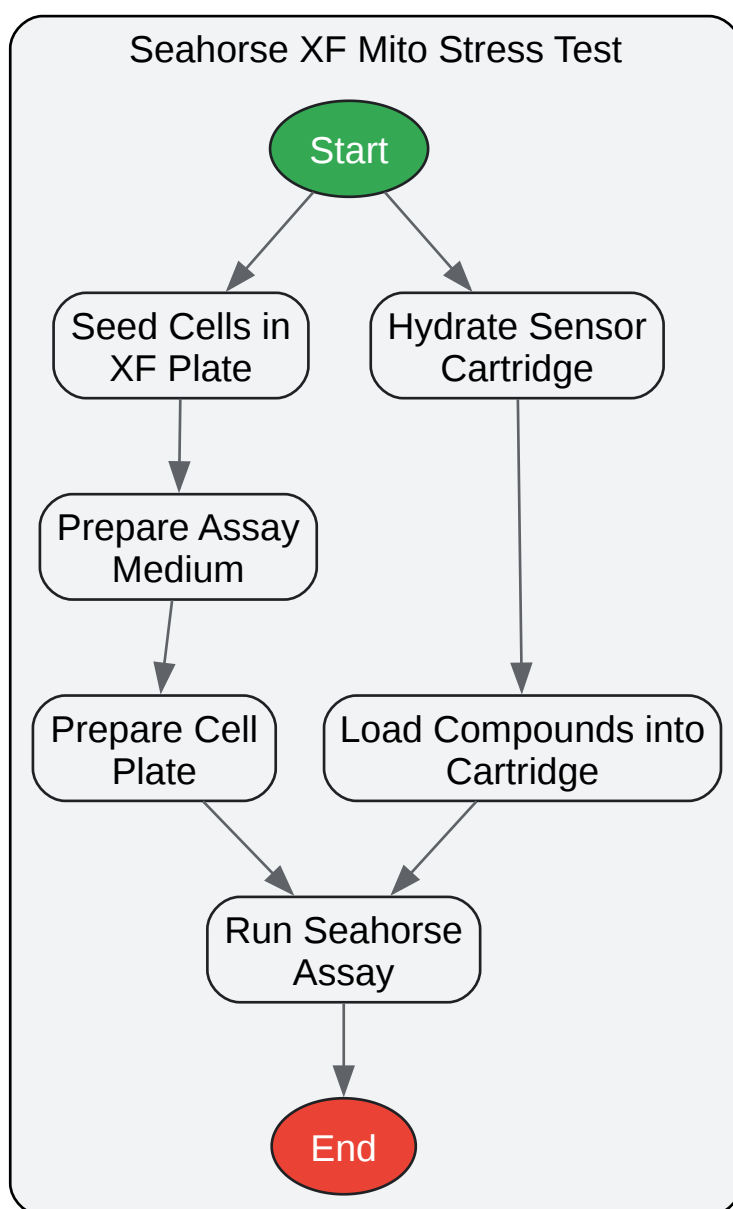 Seahorse XF Mito Stress Test
Start
Seed Cells in
XF Plate
Hydrate Sensor
Cartridge
Prepare Assay
Medium
Prepare Cell
Plate
Load Compounds into
Cartridge
Run Seahorse
Assay
End